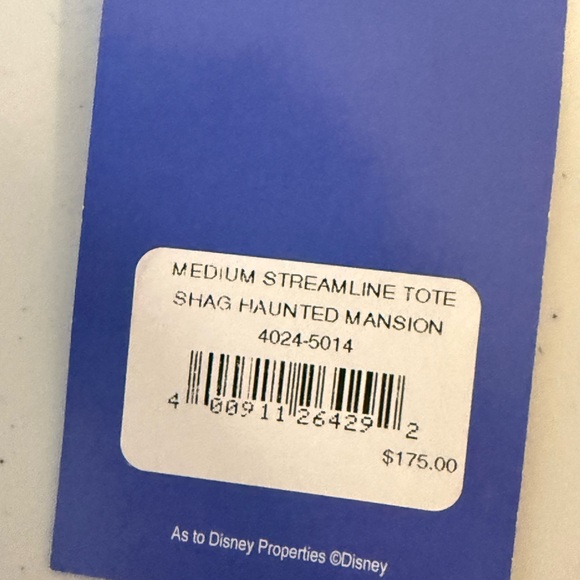 MEDIUM STREAMLINE TOTE
SHAG HAUNTED MANSION
4024-5014
4 00911 26429 2
$175.00
As to Disney Properties ©Disney